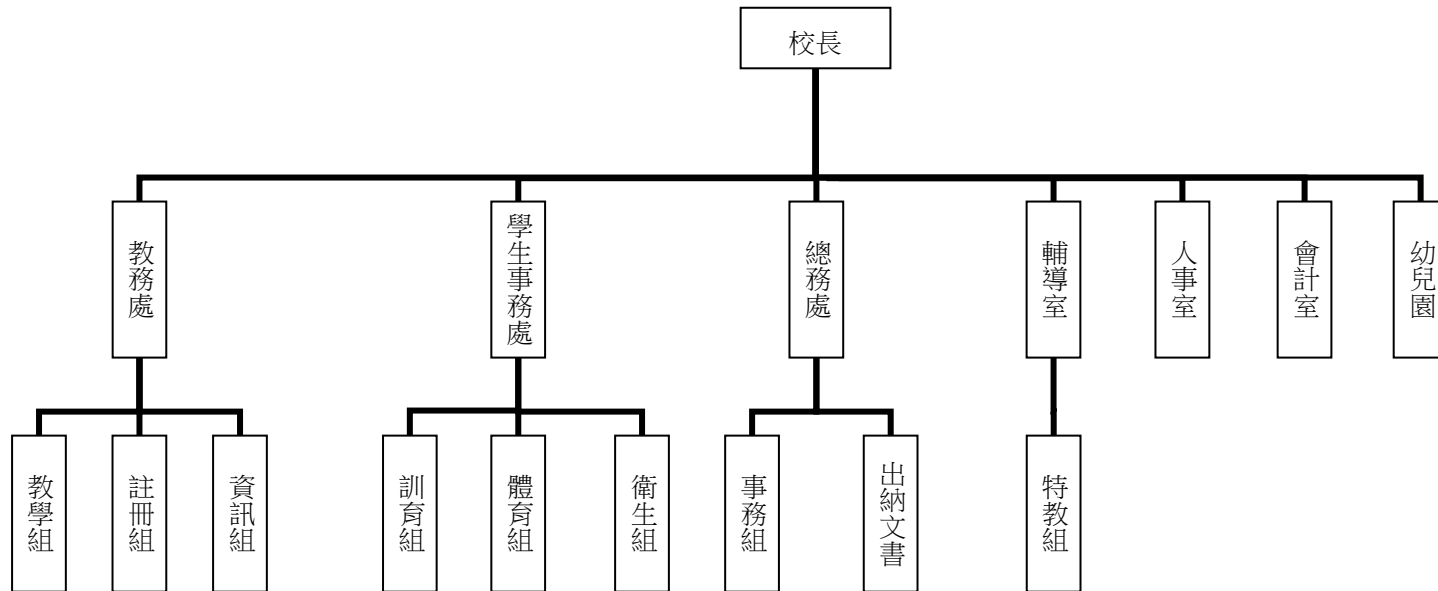 校長
教務處
學生事務處
總務處
輔導室
人事室
會計室
幼兒園
教學組
註冊組
資訊組
訓育組
體育組
衛生組
事務組
出納文書
特教組